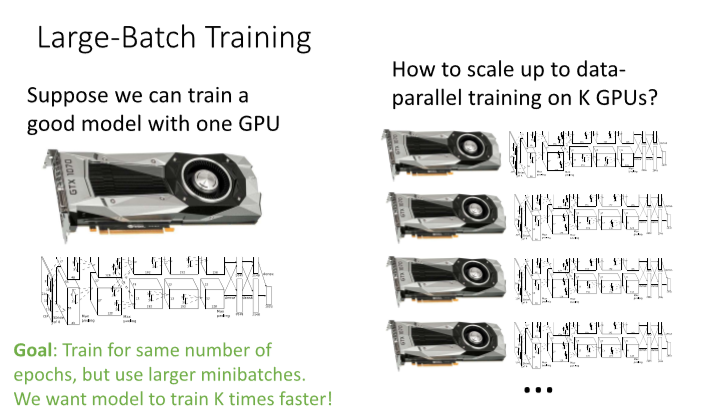 Large-Batch Training
Suppose we can train a
good model with one GPU
GTX 1070
Goal: Train for same number of
epochs, but use larger minibatches.
We want model to train K times faster!
How to scale up to data-
parallel training on K GPUs?
...